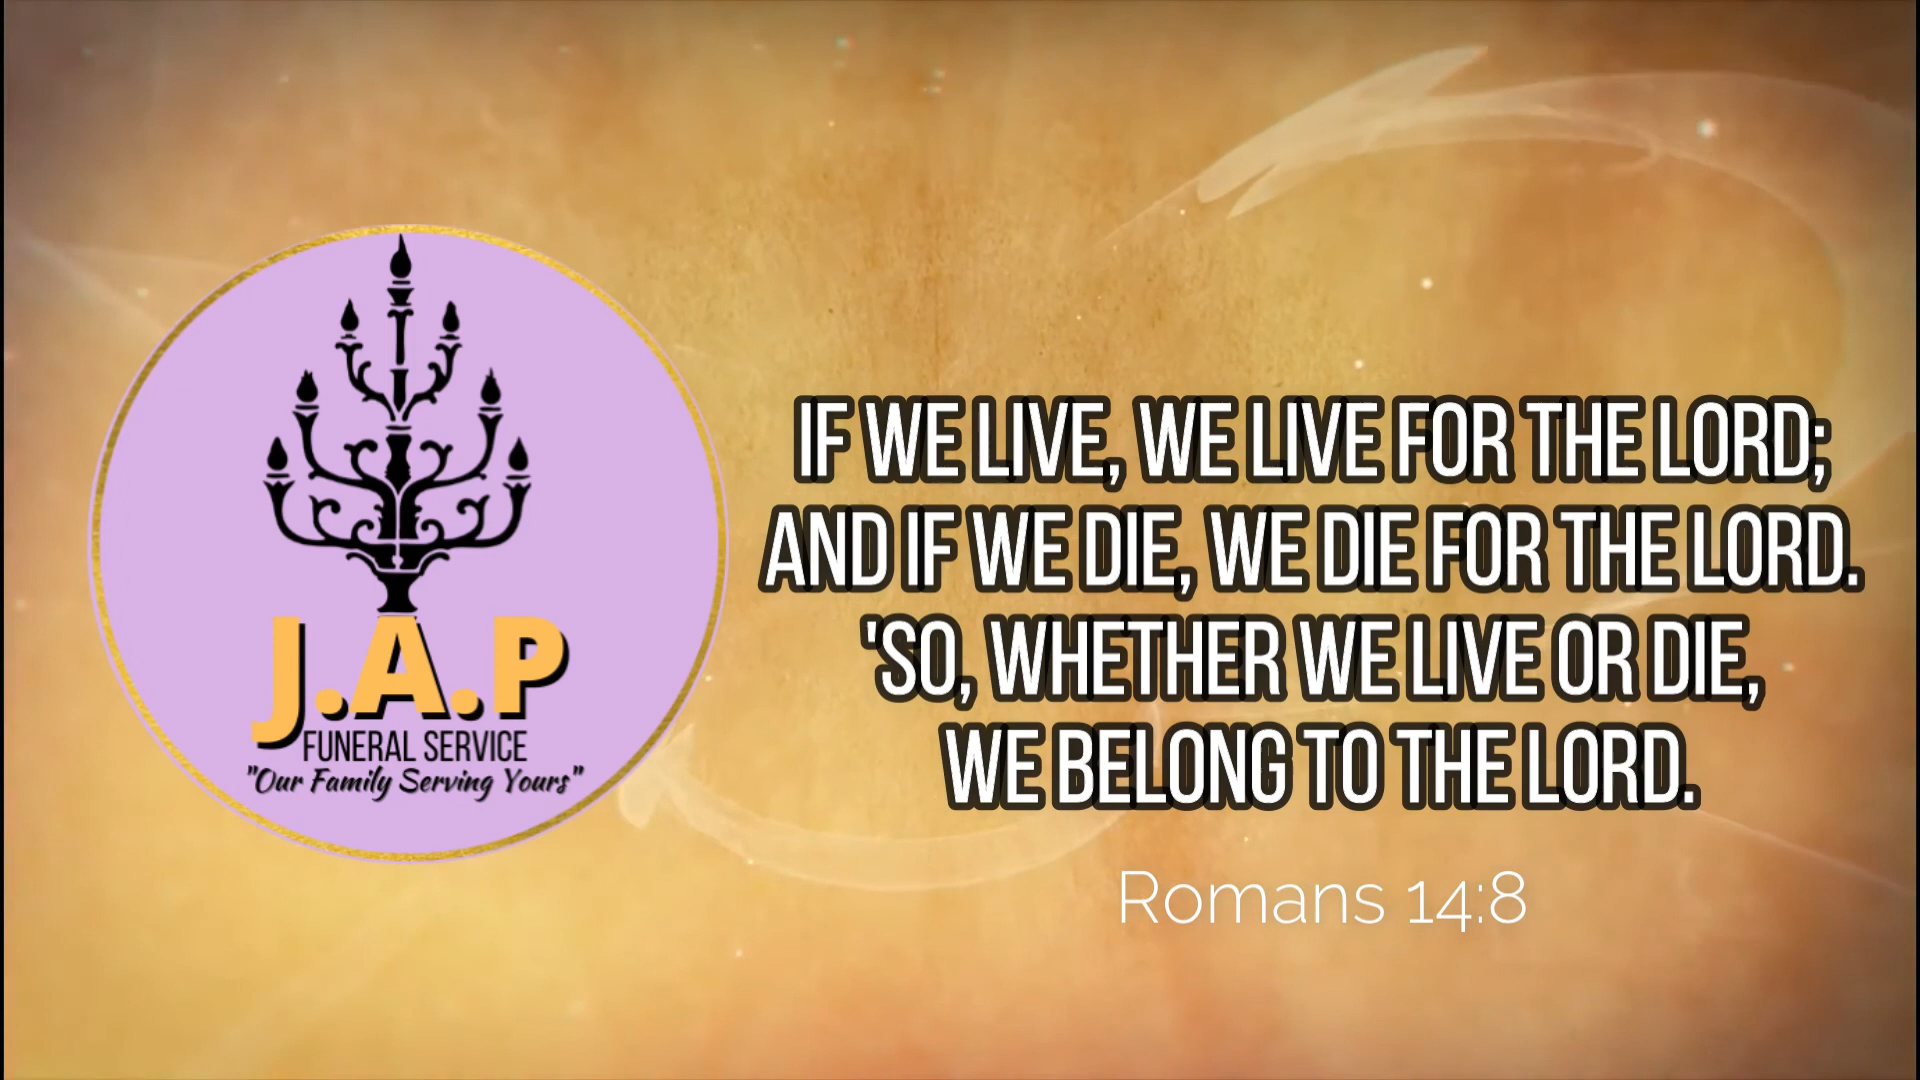 J.A.P
FUNERAL SERVICE
"Our Family Serving Yours"
IF WE LIVE, WE LIVE FOR THE LORD;
AND IF WE DIE, WE DIE FOR THE LORD.
'SO, WHETHER WE LIVE OR DIE,
WE BELONG TO THE LORD.
Romans 14:8